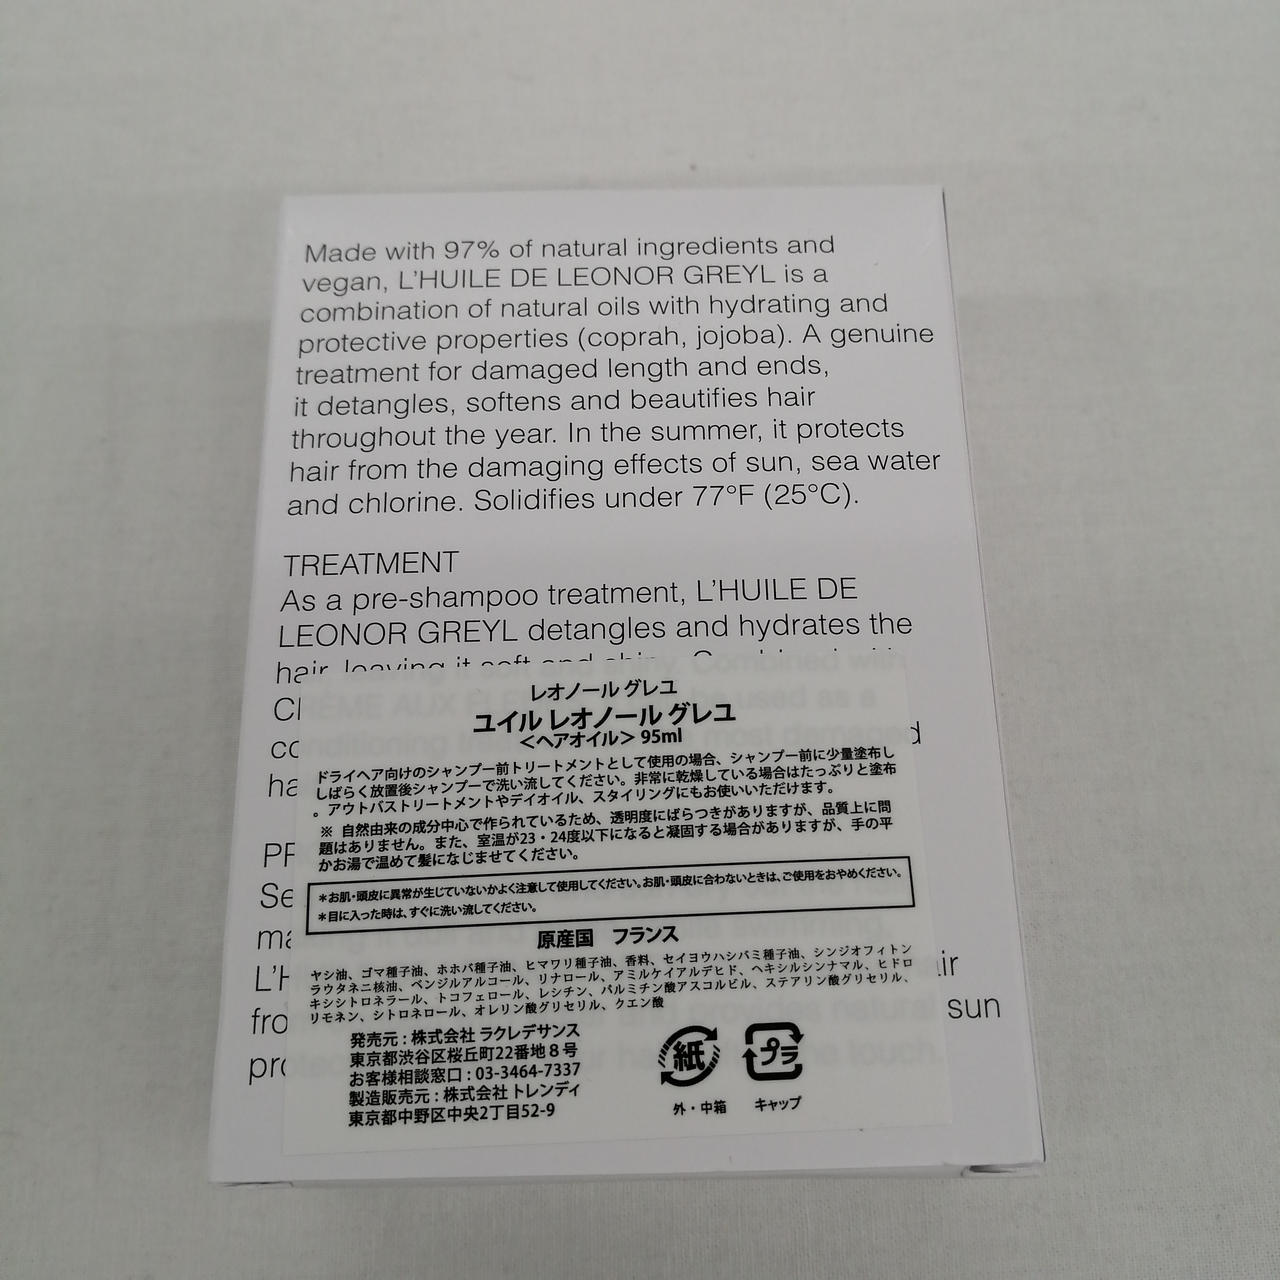 Made with 97% of natural ingredients and
vegan, L'HUILE DE LEONOR GREYL is a
combination of natural oils with hydrating and
protective properties (coprah, jojoba). A genuine
treatment for damaged length and ends,
it detangles, softens and beautifies hair
throughout the year. In the summer, it protects
hair from the damaging effects of sun, sea water
and chlorine. Solidifies under 77°F (25°C).
TREATMENT
As a pre-shampoo treatment, L'HUILE DE
LEONOR GREYL detangles and hydrates the
hair, leaving it soft and shiny. Combined with
レオノール グレユ
ユイル レオノール グレユ
<ヘアオイル> 95ml
ドライヘア向けのシャンプー前トリートメントとして使用の場合、シャンプー前に少量塗布し
しばらく放置後シャンプーで洗い流してください。非常に乾燥している場合はたっぷりと塗布
。アウトバストリートメントやデイオイル、スタイリングにもお使いいただけます。
※ 自然由来の成分中心で作られているため、透明度にばらつきがありますが、品質上に問
題はありません。また、室温が23・24度以下になると凝固する場合がありますが、手の平
かお湯で温めて髪になじませてください。
*お肌・頭皮に異常が生じていないかよく注意して使用してください。お肌・頭皮に合わないときは、ご使用をおやめください。
*目に入った時は、すぐに洗い流してください。
原産国 フランス
ヤシ油、ゴマ種子油、ホホバ種子油、ヒマワリ種子油、香料、セイヨウハシバミ種子油、シンジオフィトン
ラウタネニ核油、ベンジルアルコール、リナロール、アミルケイアルデヒド、ヘキシルシンナマル、ヒドロ
キシシトロネラール、トコフェロール、レシチン、パルミチン酸アスコルビル、ステアリン酸グリセリル、
リモネン、シトロネロール、オレリン酸グリセリル、クエン酸
発売元：株式会社 ラクレデサンス
東京都渋谷区桜丘町22番地8号
お客様相談窓口：03-3464-7337
製造販売元：株式会社 トレンディ
東京都中野区中央2丁目52-9
紙 プラ
外・中箱 キャップ